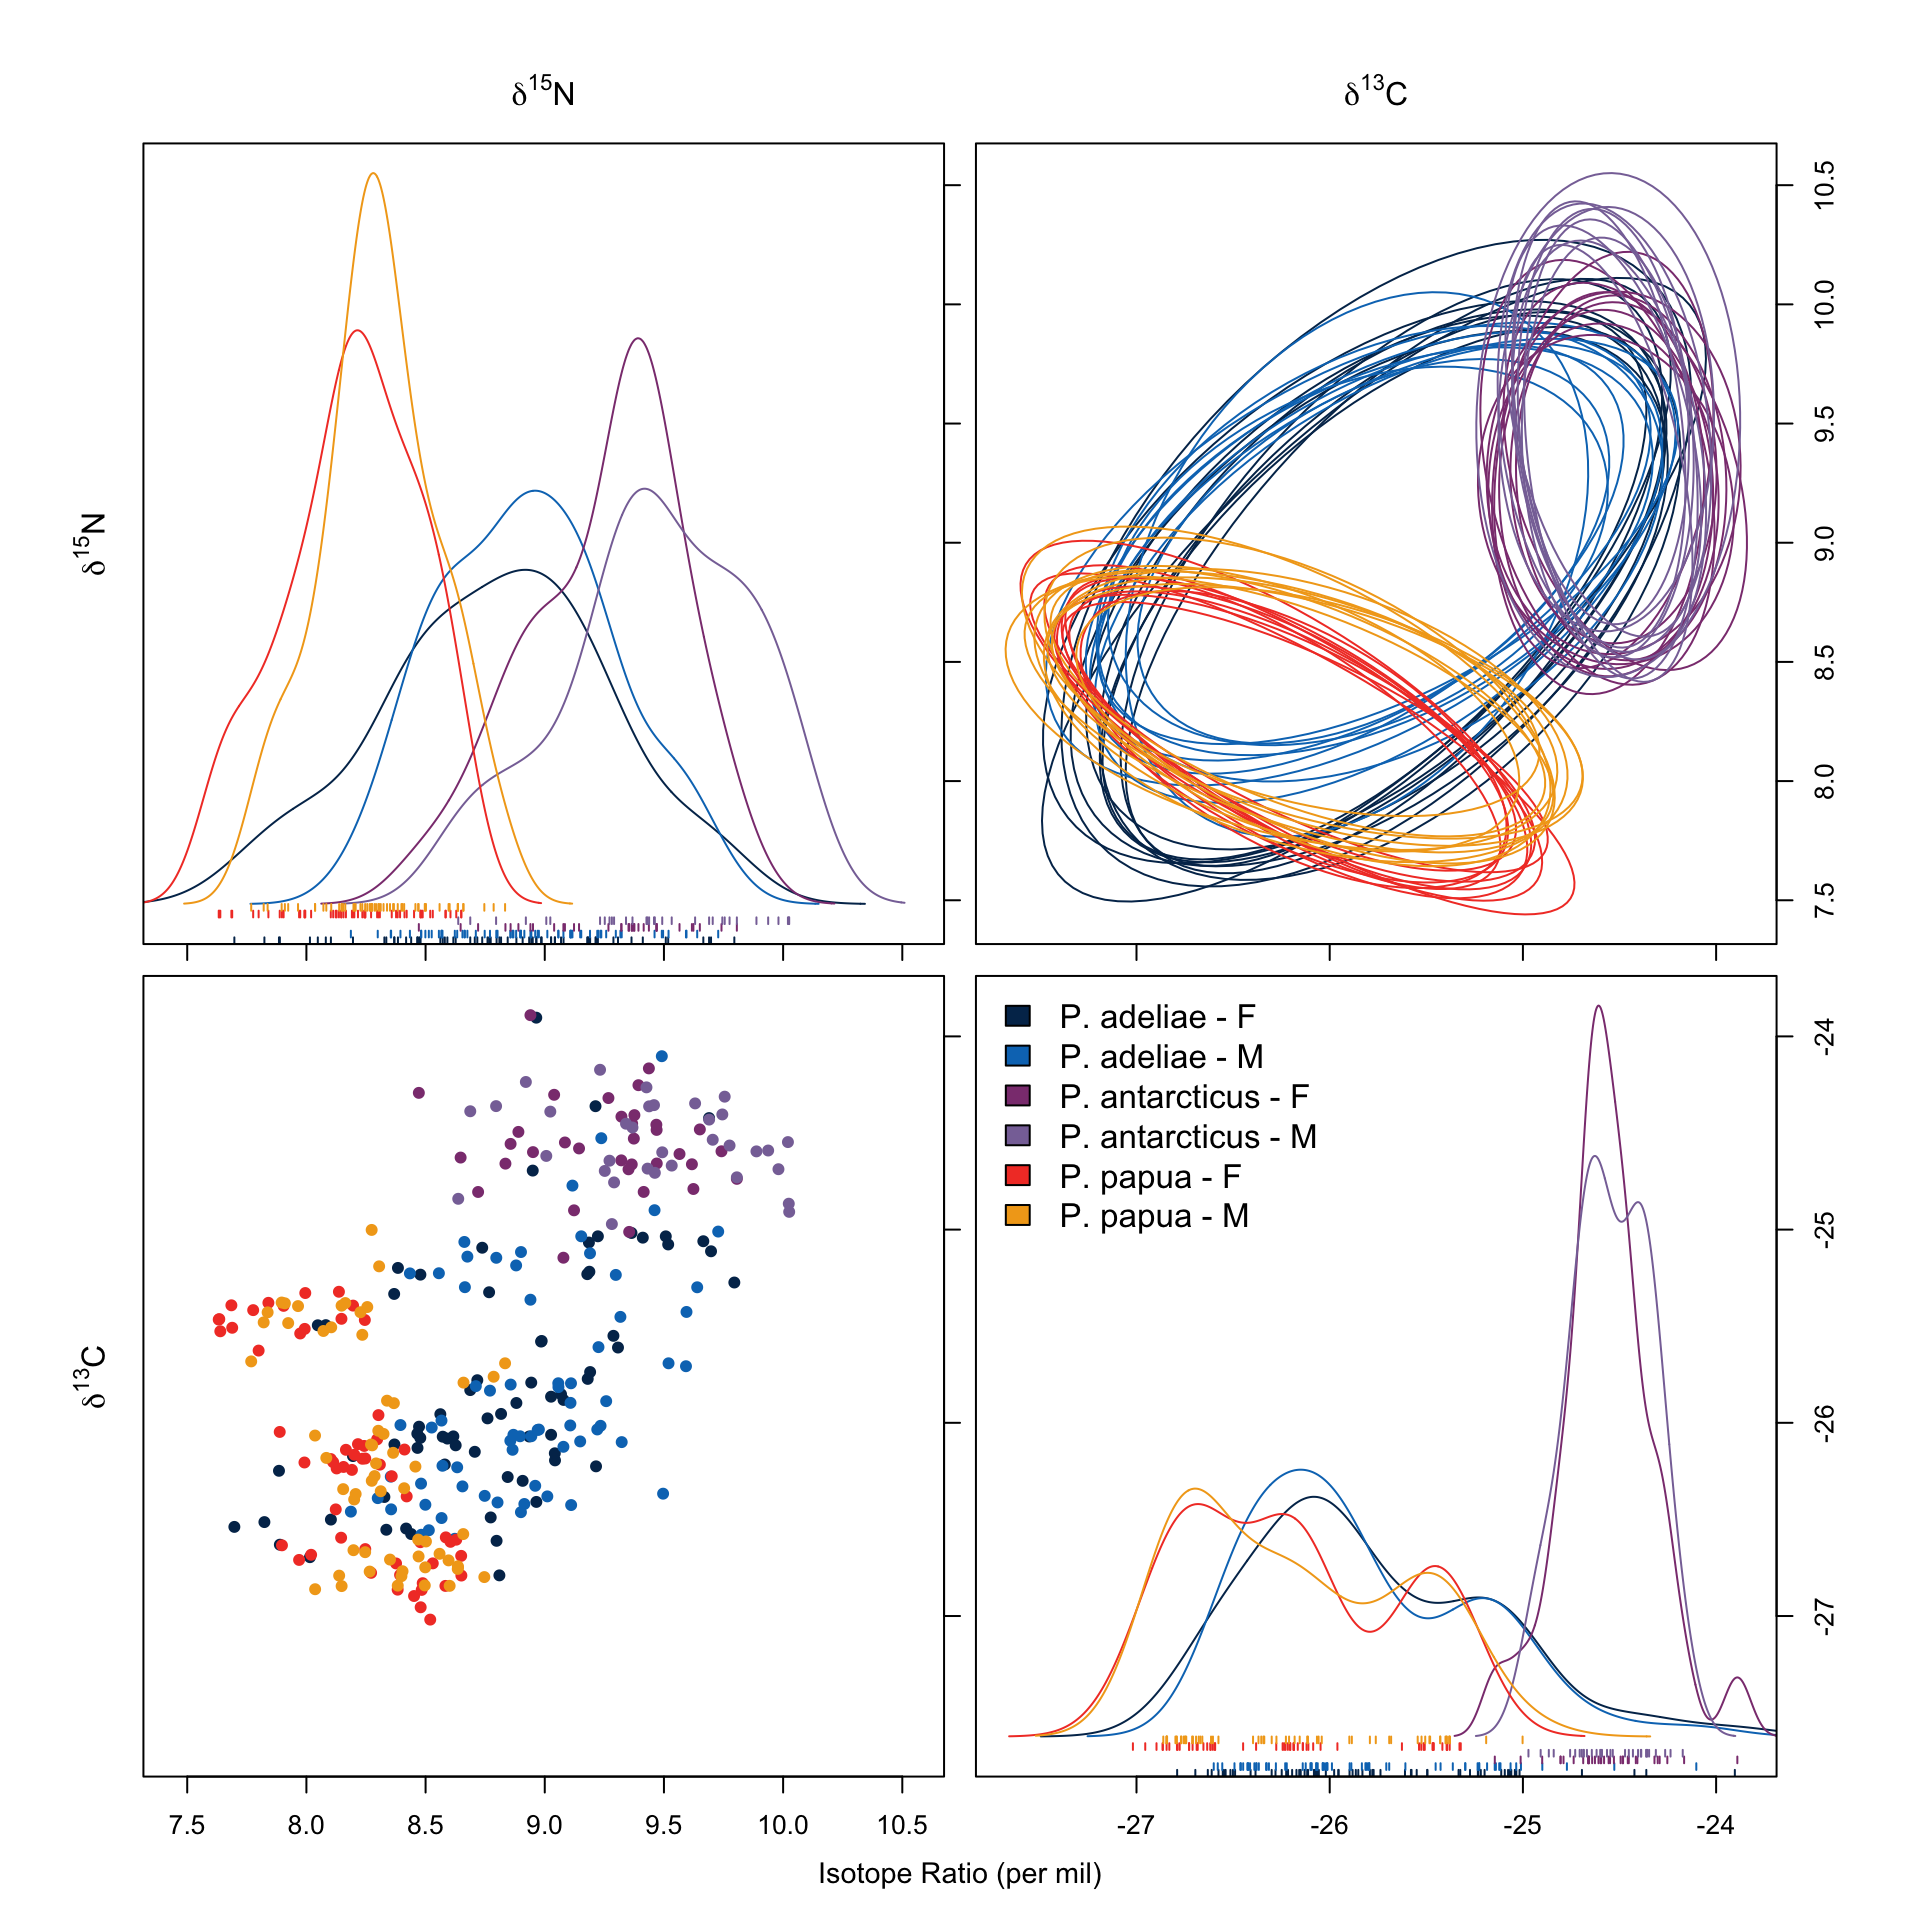 δ15N
δ13C
δ15N
10.5
10.0
9.5
9.0
8.5
8.0
7.5
δ13C
P. adeliae - F
P. adeliae - M
P. antarcticus - F
P. antarcticus - M
P. papua - F
P. papua - M
-24
-25
-26
-27
7.5 8.0 8.5 9.0 9.5 10.0 10.5
-27 -26 -25 -24
Isotope Ratio (per mil)